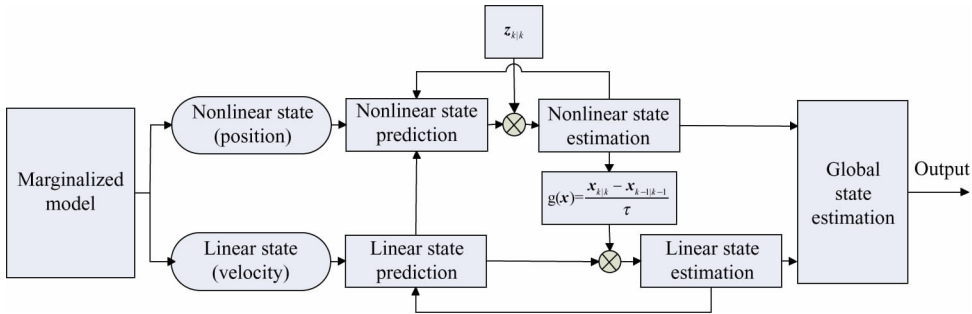 z_{k|k}
Nonlinear state
(position)
Nonlinear state
prediction
Nonlinear state
estimation
Marginalized
model
g(x)=\frac{x_{k|k} - x_{k-1|k-1}}{τ}
Global
state
estimation
Output
Linear state
(velocity)
Linear state
prediction
Linear state
estimation